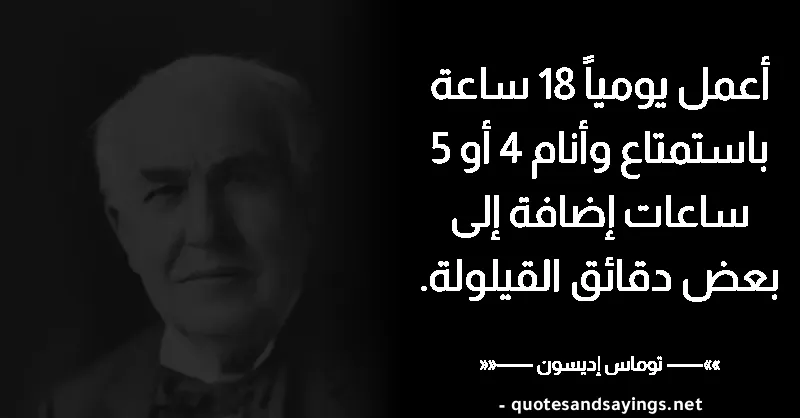 أعمل يومياً 18 ساعة
باستمتاع وأنام 4 أو 5
ساعات إضافة إلى
بعض دقائق القيلولة.
»»—— توماس إديسون ——««
- quotesandsayings.net